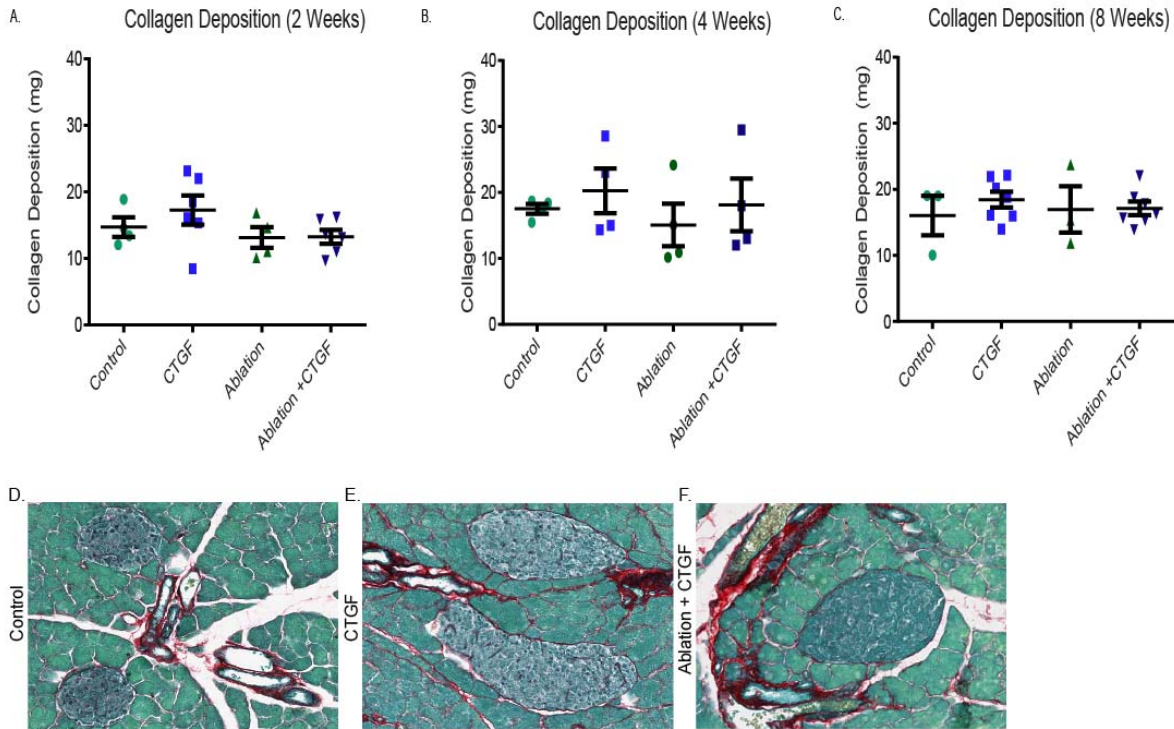 A.
Collagen Deposition (2 Weeks)
Collagen Deposition (mg)
40
30
20
10
0
Control
CTGF
Ablation
Ablation +CTGF
B.
Collagen Deposition (4 Weeks)
Collagen Deposition (mg)
40
30
20
10
0
Control
CTGF
Ablation
Ablation +CTGF
C.
Collagen Deposition (8 Weeks)
Collagen Deposition (mg)
40
30
20
10
0
Control
CTGF
Ablation
Ablation +CTGF
D.
Control
E.
CTGF
F.
Ablation + CTGF